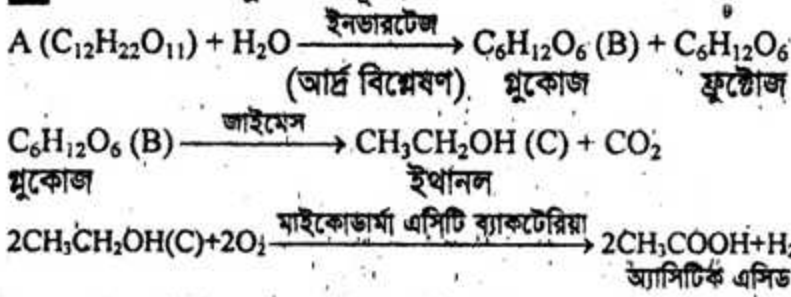 ইনভারটেজ
A (C₁₂H₂₂O₁₁) + H₂O ⟶ C₆H₁₂O₆ (B) + C₆H₁₂O₆
(আর্দ্র বিশ্লেষণ) গ্লুকোজ ফ্রুক্টোজ
জাইমেস
C₆H₁₂O₆ (B) ⟶ CH₃CH₂OH (C) + CO₂
গ্লুকোজ ইথানল
মাইকোডার্মা এসিটি ব্যাকটেরিয়া
2CH₃CH₂OH(C)+2O₂ ⟶ 2CH₃COOH+H₂
অ্যাসিটিক এসিড